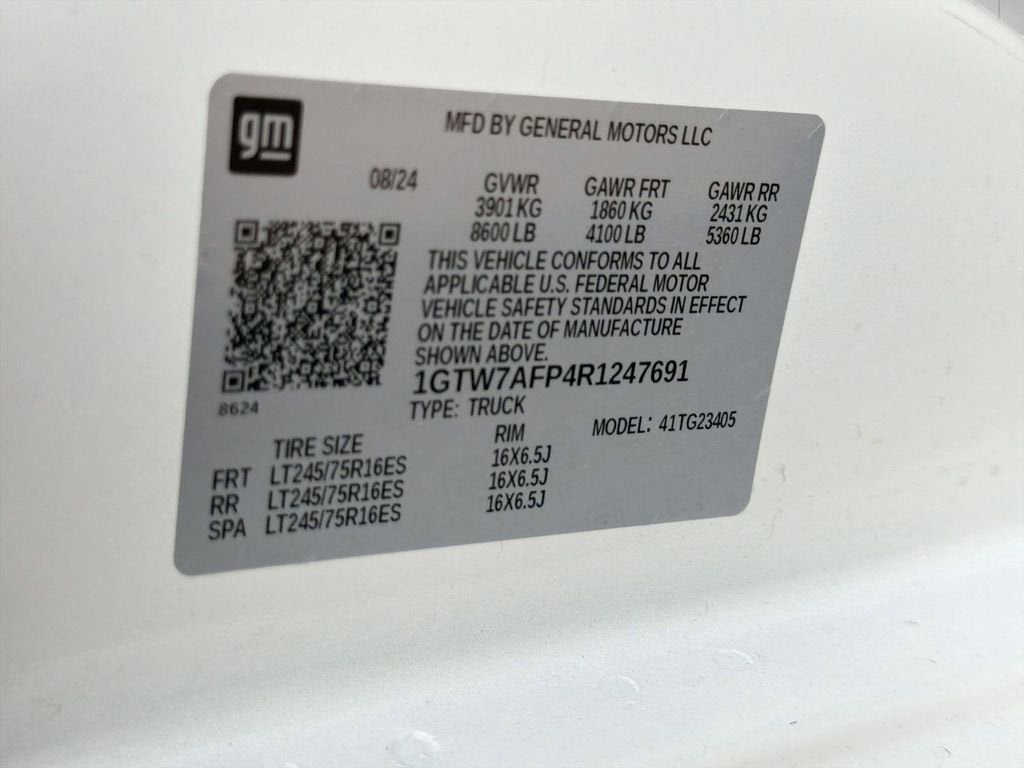 gm
MFD BY GENERAL MOTORS LLC
08/24 GVWR GAWR FRT GAWR RR
3901 KG 1860 KG 2431 KG
8600 LB 4100 LB 5360 LB
THIS VEHICLE CONFORMS TO ALL
APPLICABLE U.S. FEDERAL MOTOR
VEHICLE SAFETY STANDARDS IN EFFECT
ON THE DATE OF MANUFACTURE
SHOWN ABOVE.
1GTW7AFP4R1247691
8624
TYPE: TRUCK
MODEL: 41TG23405
TIRE SIZE RIM
FRT LT245/75R16ES 16X6.5J
RR LT245/75R16ES 16X6.5J
SPA LT245/75R16ES 16X6.5J